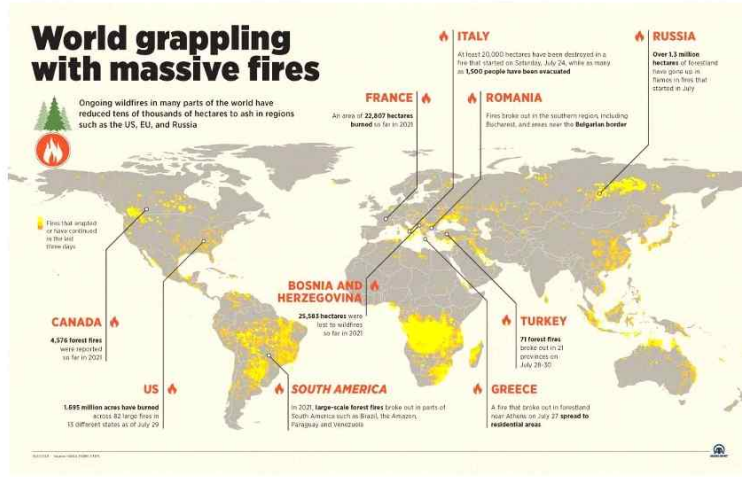 World grappling
with massive fires
Ongoing wildfires in many parts of the world have
reduced tens of thousands of hectares to ash in regions
such as the US, EU, and Russia
ITALY
At least 20,000 hectares have been destroyed in a
fire that started on Saturday, July 24, while as many
as 1,500 people have been evacuated
RUSSIA
Over 1.3 million
hectares of forestland
have gone up in
flames in fires that
started in July
FRANCE
An area of 22,807 hectares
burned so far in 2021
ROMANIA
Fires broke out in the southern region, including
Bucharest, and areas near the Bulgarian border
Fires that erupted
or have continued
in the last
three days
BOSNIA AND
HERZEGOVINA
25,583 hectares were
lost to wildfires
so far in 2021
CANADA
4,576 forest fires
were reported
so far in 2021
TURKEY
71 forest fires
broke out in 21
provinces on
July 28-30
US
1.695 million acres have burned
across 82 large fires in
13 different states as of July 29
SOUTH AMERICA
In 2021, large-scale forest fires broke out in parts of
South America such as Brazil, the Amazon,
Paraguay and Venezuela
GREECE
A fire that broke out in forestland
near Athens on July 27 spread to
residential areas